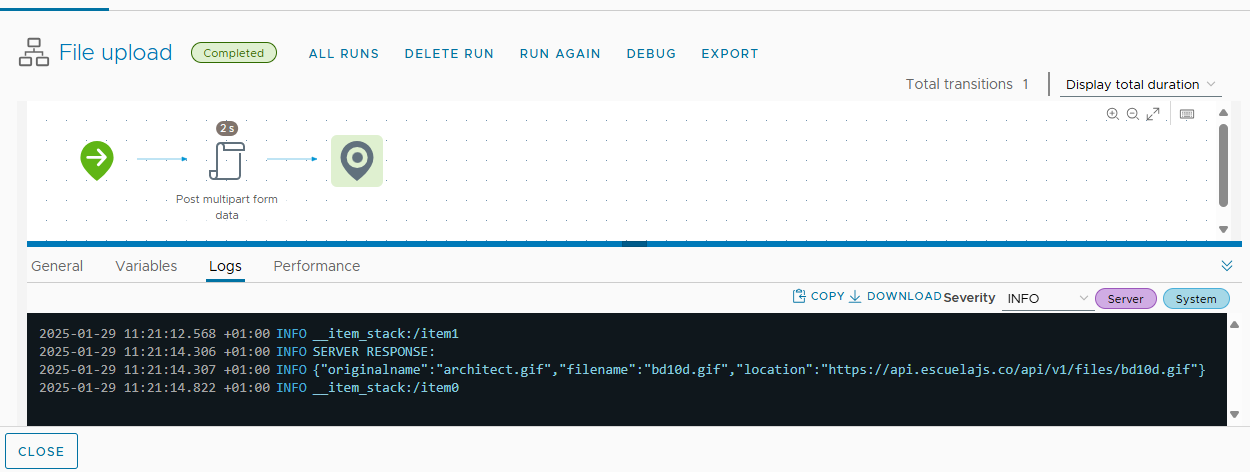 File upload Completed ALL RUNS DELETE RUN RUN AGAIN DEBUG EXPORT
Total transitions 1 Display total duration
2 s
Post multipart form
data
General Variables Logs Performance
COPY DOWNLOAD Severity INFO Server System
2025-01-29 11:21:12.568 +01:00 INFO __item_stack:/item1
2025-01-29 11:21:14.306 +01:00 INFO SERVER RESPONSE:
2025-01-29 11:21:14.307 +01:00 INFO {"originalname":"architect.gif","filename":"bd10d.gif","location":"https://api.escuelajs.co/api/v1/files/bd10d.gif"}
2025-01-29 11:21:14.822 +01:00 INFO __item_stack:/item0
CLOSE